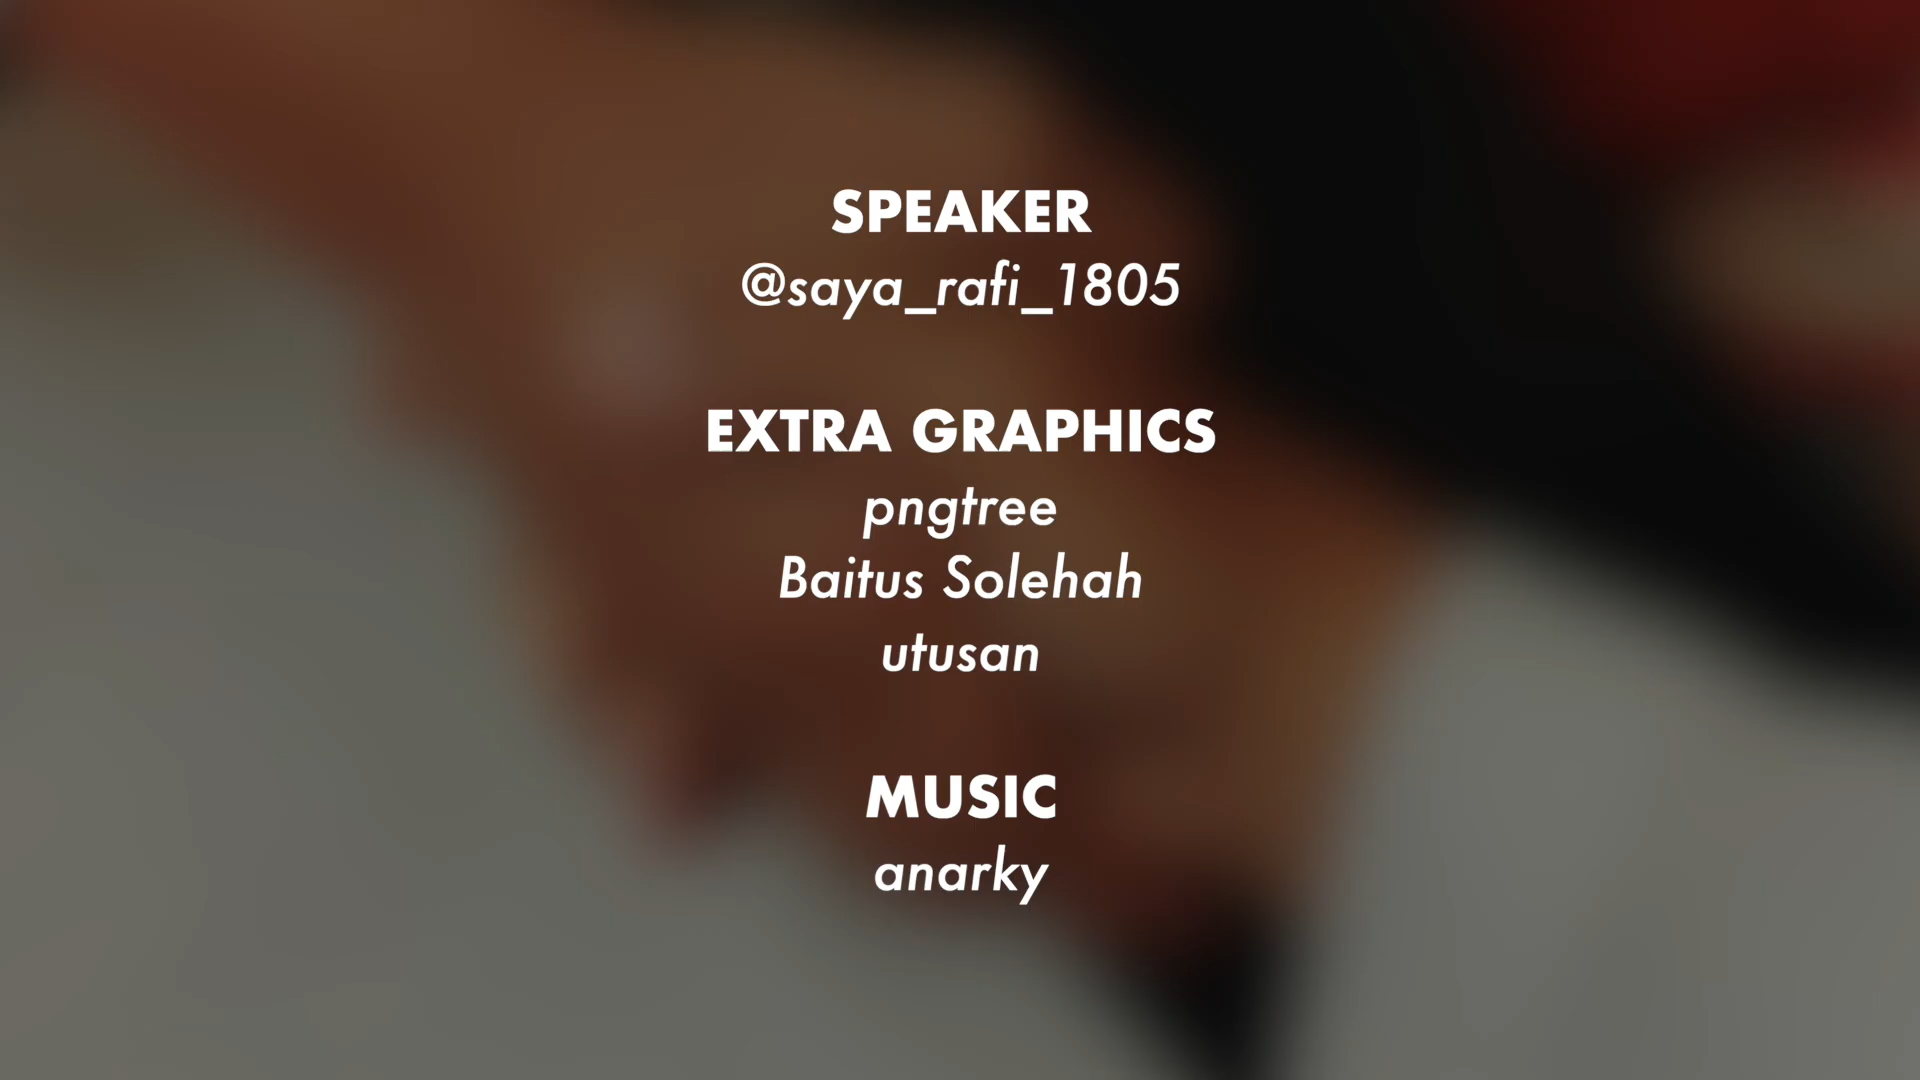 SPEAKER
@saya_rafi_1805
EXTRA GRAPHICS
pngtree
Baitus Solehah
utusan
MUSIC
anarky